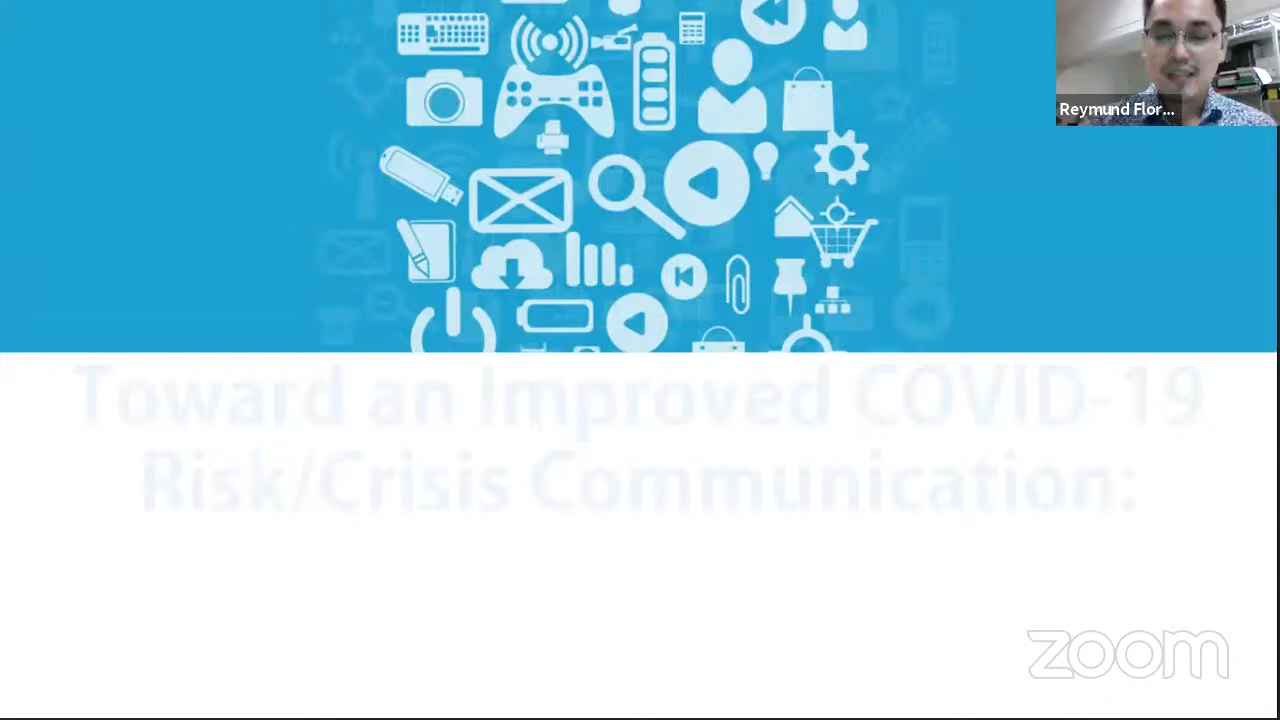 Reymund Flor...
Toward an Improved COVID-19
Risk/Crisis Communication:
zoom